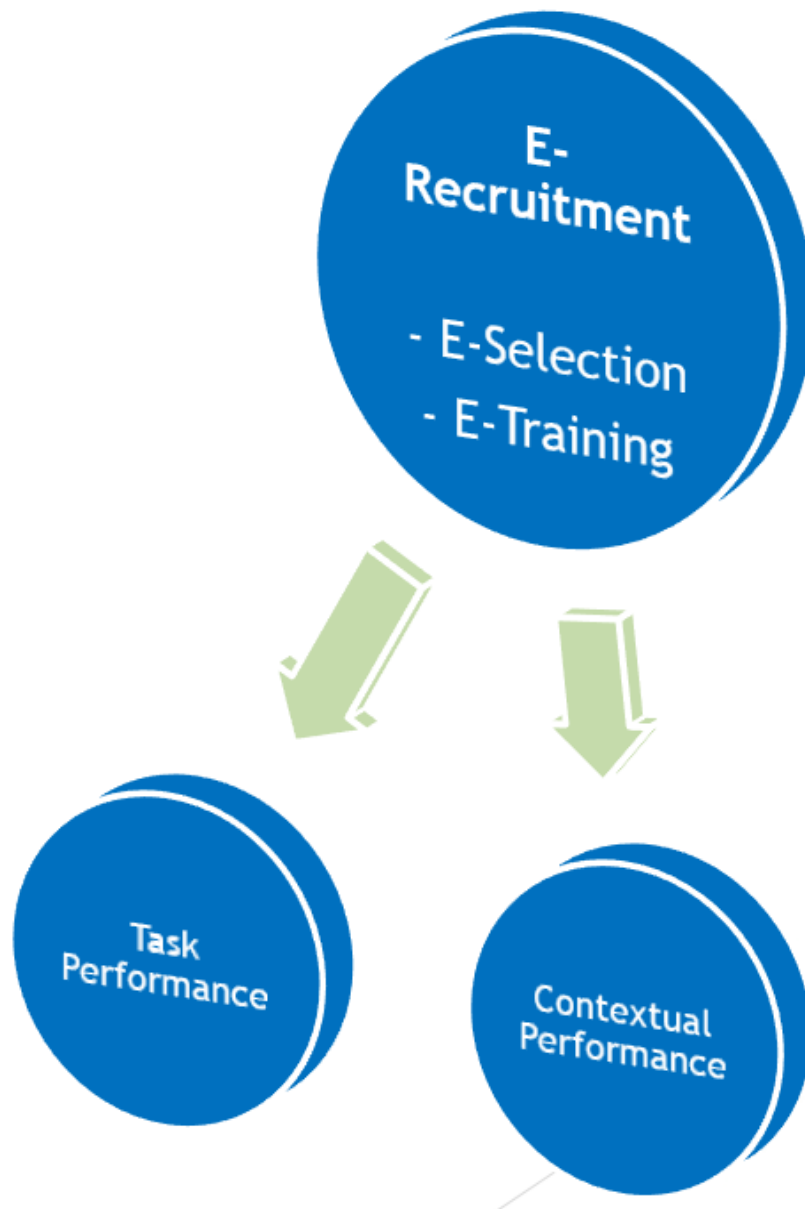 E-
Recruitment
- E-Selection
- E-Training
Task
Performance
Contextual
Performance